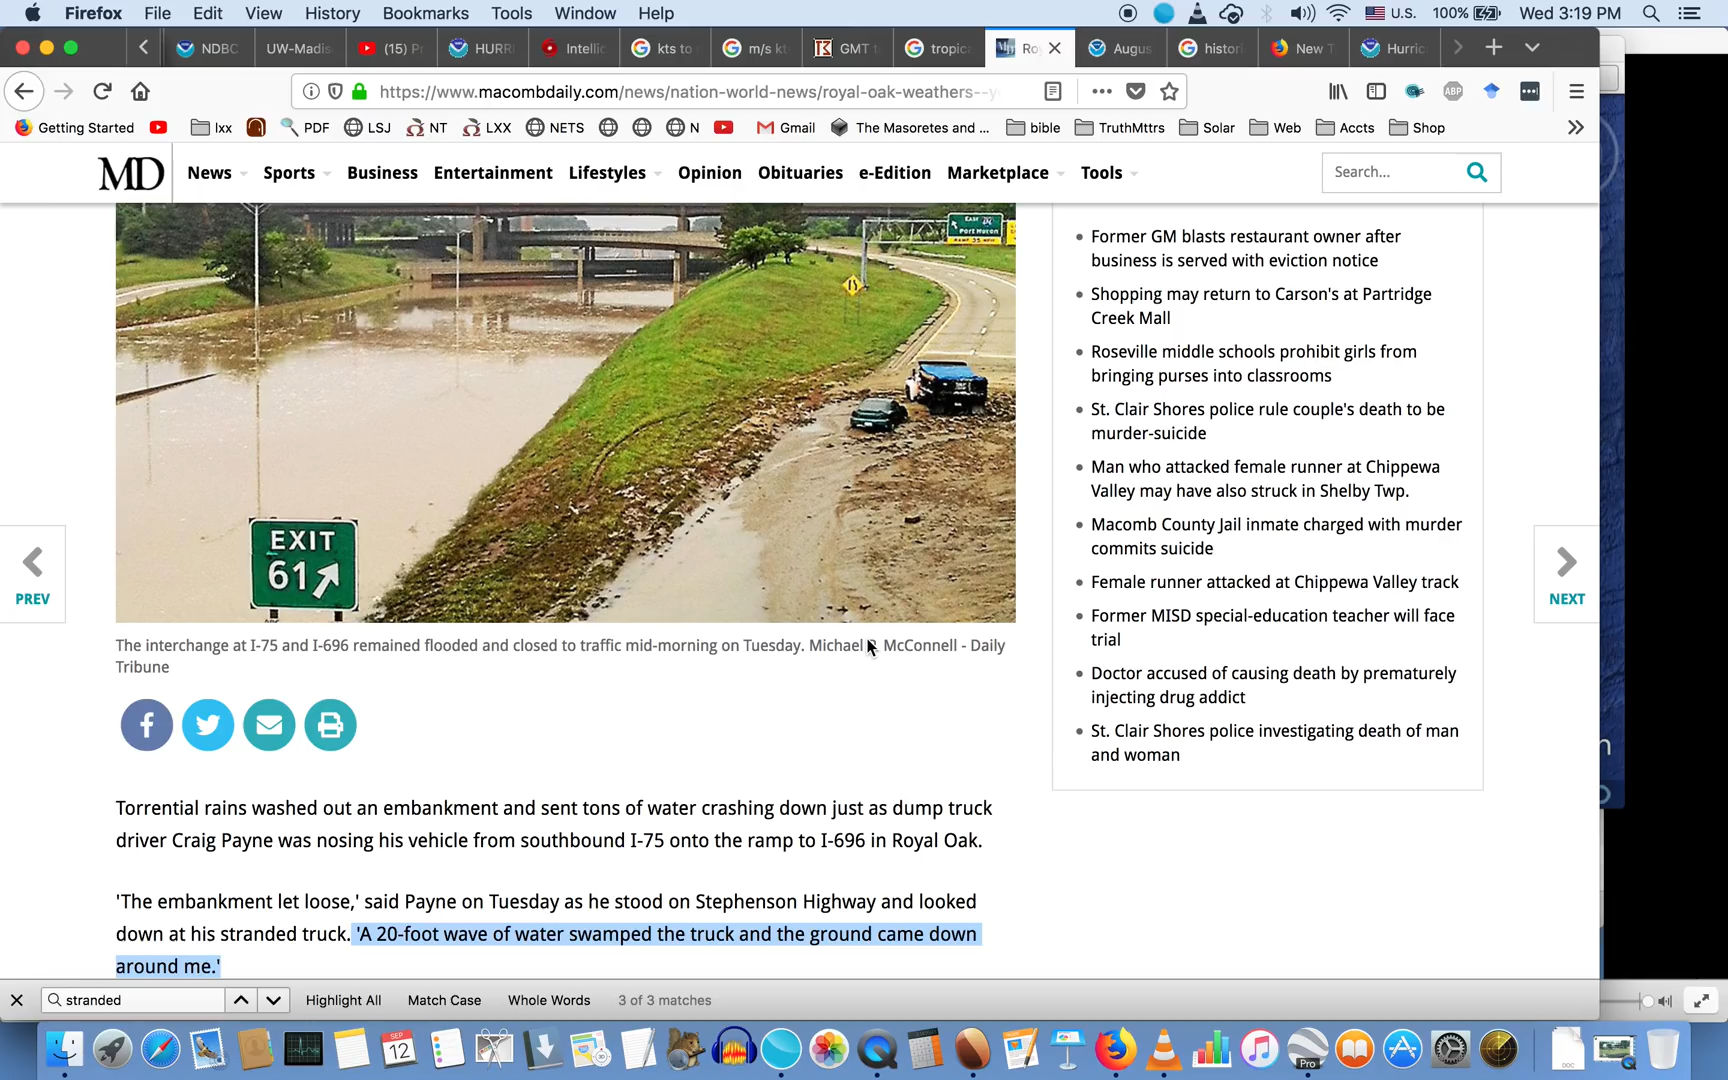 Firefox File Edit View History Bookmarks Tools Window Help U.S. 100% Wed 3:19 PM
NDBC UW-Madis (15) P HURRI Intelli kts to m/s kt GMT t tropic Ro Augus histori New T Hurric
https://www.macombdaily.com/news/nation-world-news/royal-oak-weathers--y
Getting Started lxx PDF LSJ NT LXX NETS N Gmail The Masoretes and ... bible TruthMttrs Solar Web Accts Shop
MD News Sports Business Entertainment Lifestyles Opinion Obituaries e-Edition Marketplace Tools Search...
EAST
Port Huron
RAMP 35 MPH
EXIT
61
PREV
NEXT
Former GM blasts restaurant owner after
business is served with eviction notice
Shopping may return to Carson's at Partridge
Creek Mall
Roseville middle schools prohibit girls from
bringing purses into classrooms
St. Clair Shores police rule couple's death to be
murder-suicide
Man who attacked female runner at Chippewa
Valley may have also struck in Shelby Twp.
Macomb County Jail inmate charged with murder
commits suicide
Female runner attacked at Chippewa Valley track
Former MISD special-education teacher will face
trial
Doctor accused of causing death by prematurely
injecting drug addict
St. Clair Shores police investigating death of man
and woman
The interchange at I-75 and I-696 remained flooded and closed to traffic mid-morning on Tuesday. Michael McConnell - Daily
Tribune
Torrential rains washed out an embankment and sent tons of water crashing down just as dump truck
driver Craig Payne was nosing his vehicle from southbound I-75 onto the ramp to I-696 in Royal Oak.
'The embankment let loose,' said Payne on Tuesday as he stood on Stephenson Highway and looked
down at his stranded truck. 'A 20-foot wave of water swamped the truck and the ground came down
around me.'
stranded Highlight All Match Case Whole Words 3 of 3 matches
SEP
12
Pro
DOC